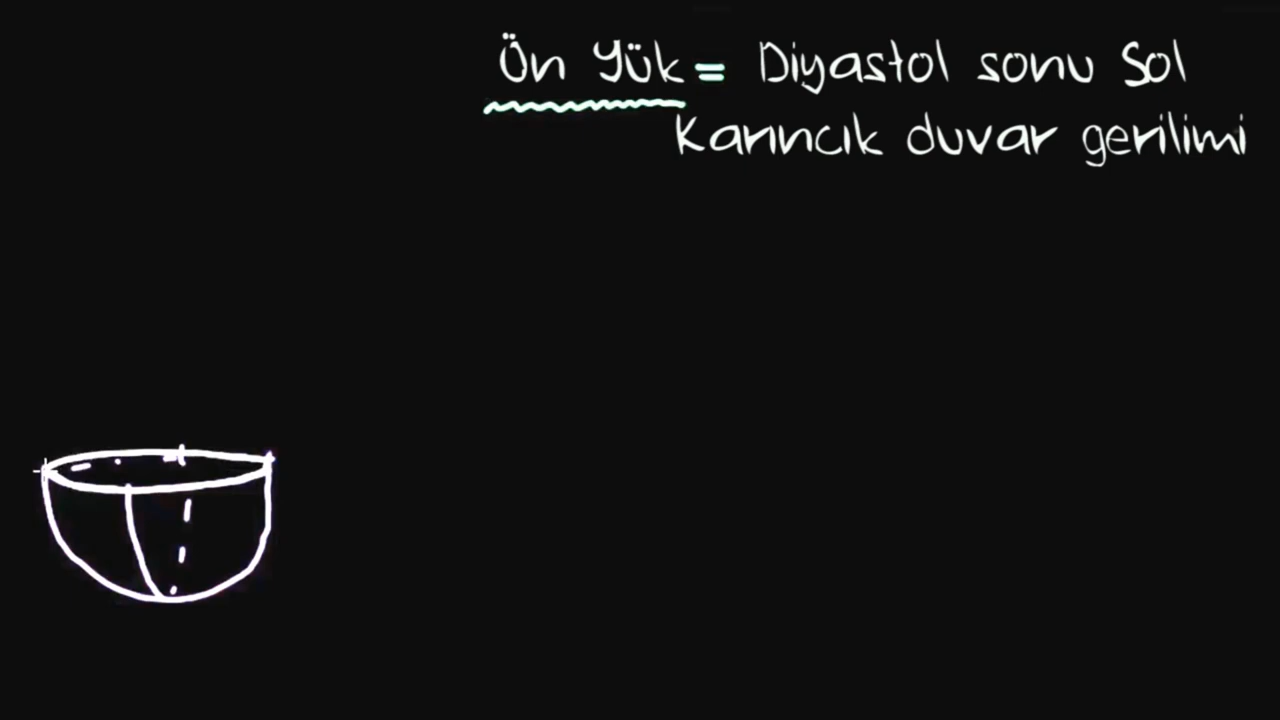 Ön Yük = Diyastol sonu Sol
Karıncık duvar gerilimi